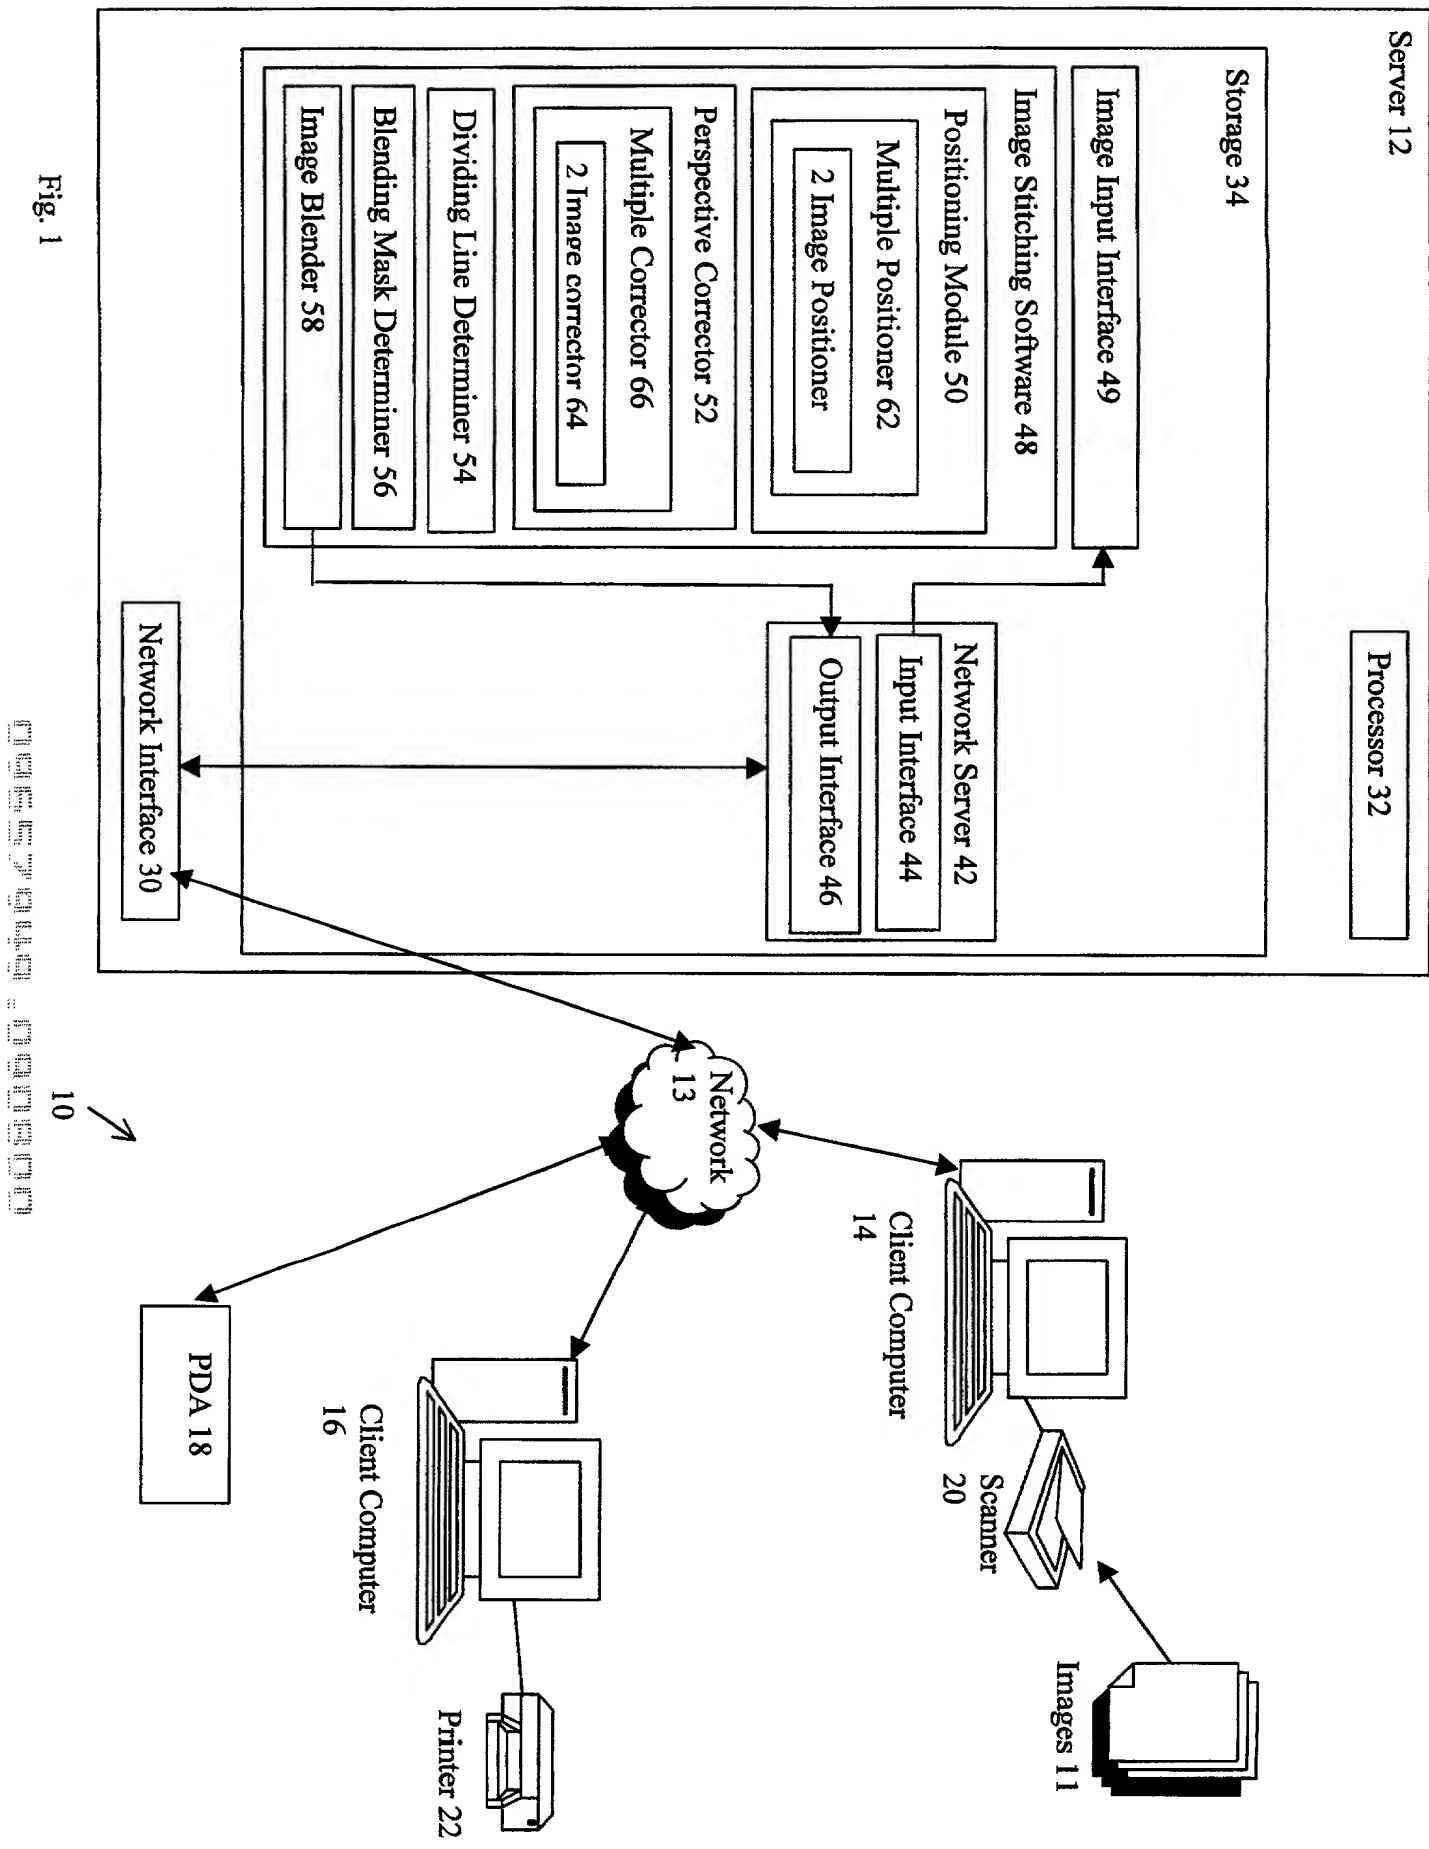 Server 12
Processor 32
Storage 34
Image Input Interface 49
Image Stitching Software 48
Positioning Module 50
Multiple Positioner 62
2 Image Positioner
Perspective Corrector 52
Multiple Corrector 66
2 Image corrector 64
Dividing Line Determiner 54
Blending Mask Determiner 56
Image Blender 58
Network Server 42
Input Interface 44
Output Interface 46
Network Interface 30
Network
13
Client Computer
14
Scanner
20
Images 11
Client Computer
16
Printer 22
PDA 18
10
Fig. 1